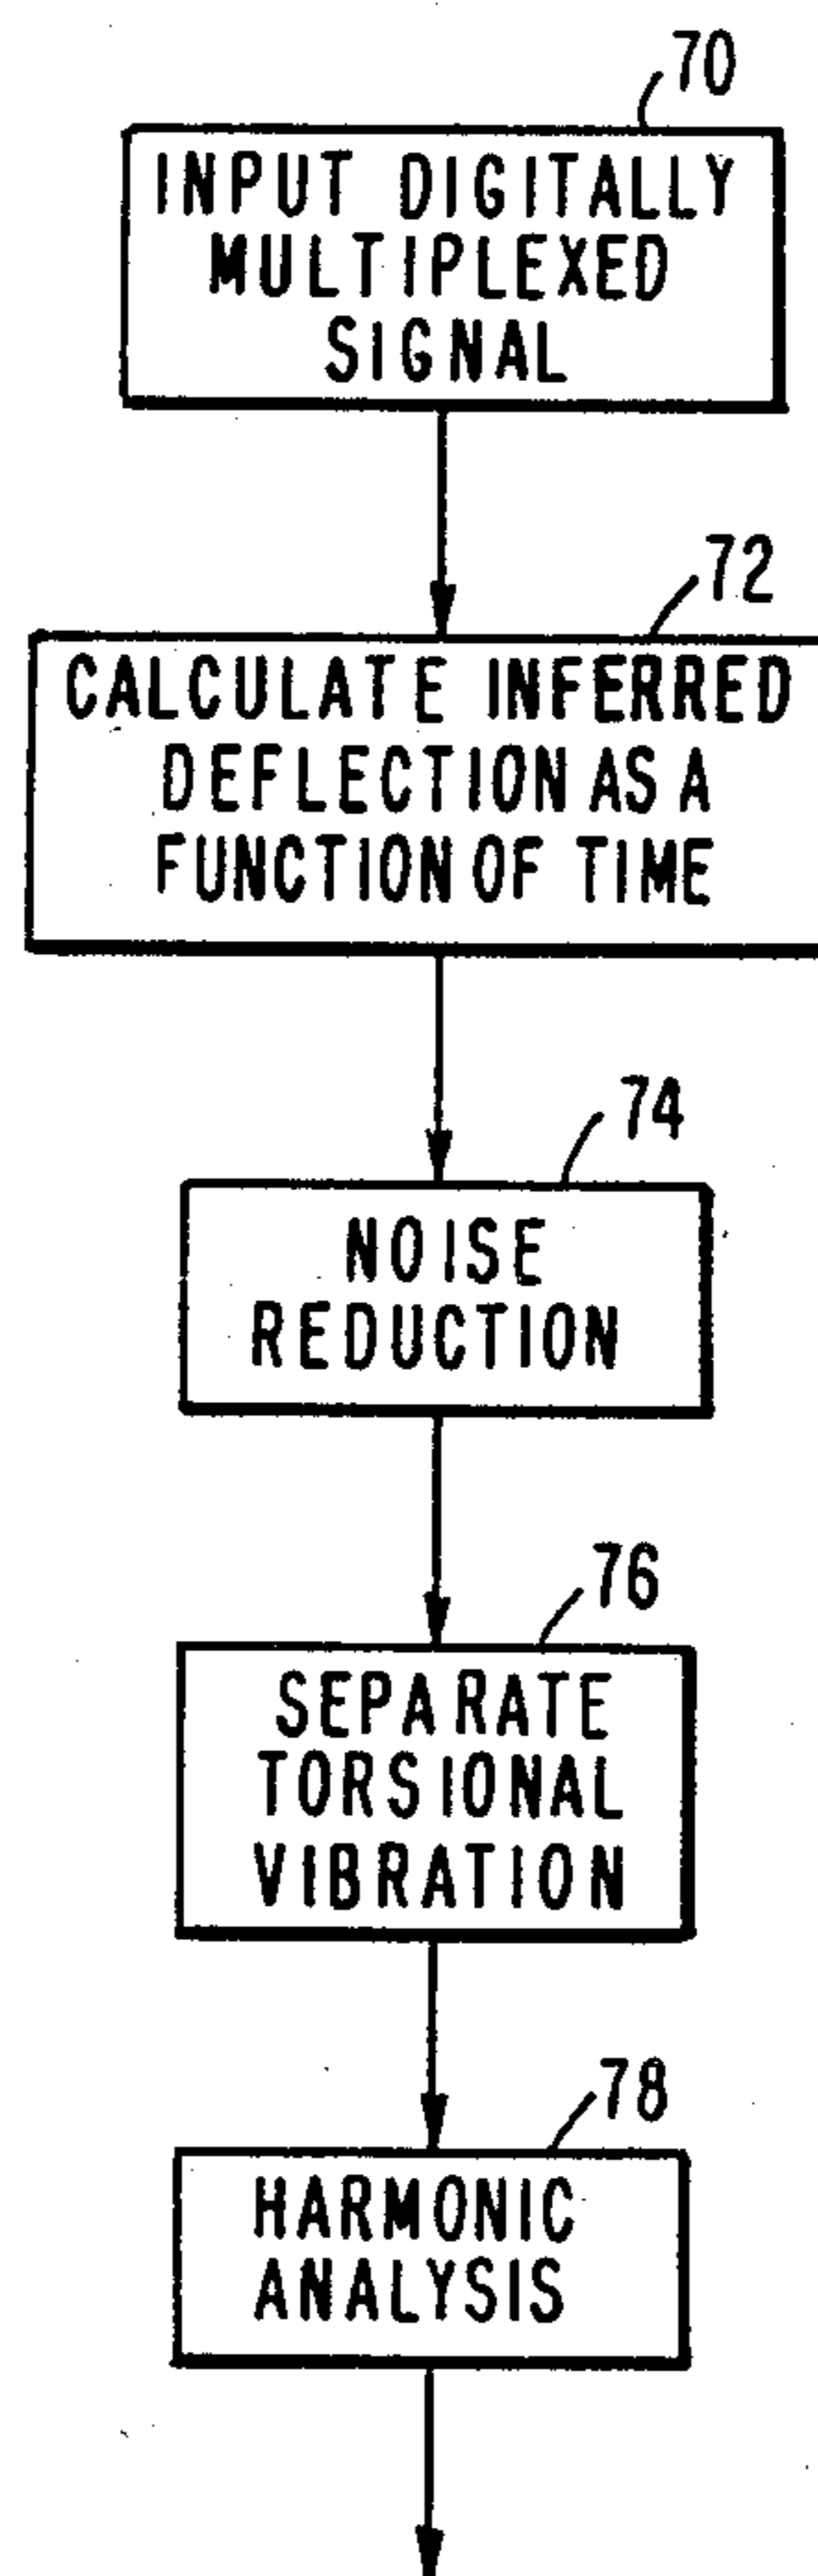 70
INPUT DIGITALLY
MULTIPLEXED
SIGNAL
72
CALCULATE INFERRED
DEFLECTION AS A
FUNCTION OF TIME
74
NOISE
REDUCTION
76
SEPARATE
TORSIONAL
VIBRATION
78
HARMONIC
ANALYSIS